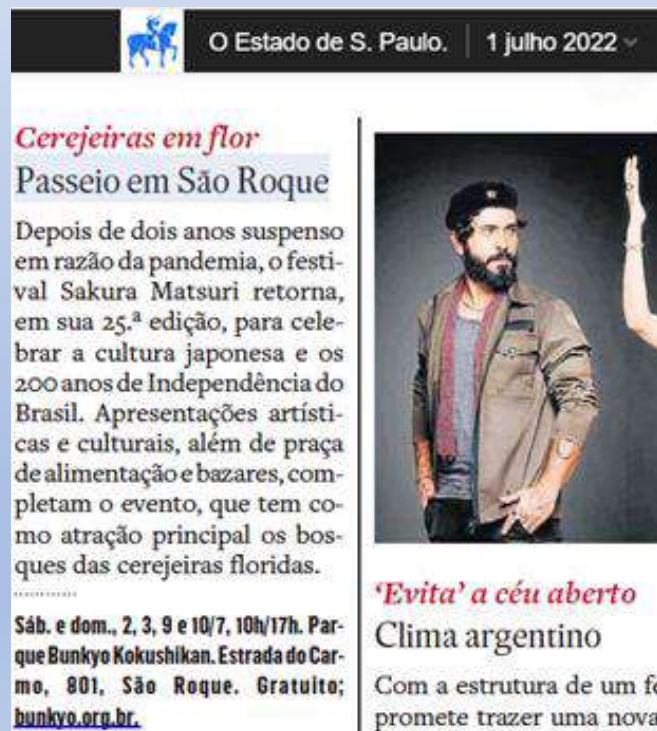 O Estado de S. Paulo. 1 julho 2022
Cerejeiras em flor
Passeio em São Roque
Depois de dois anos suspenso
em razão da pandemia, o festi-
val Sakura Matsuri retorna,
em sua 25.ª edição, para cele-
brar a cultura japonesa e os
200 anos de Independência do
Brasil. Apresentações artísti-
cas e culturais, além de praça
de alimentação e bazares, com-
pletam o evento, que tem co-
mo atração principal os bos-
ques das cerejeiras floridas.
Sáb. e dom., 2, 3, 9 e 10/7, 10h/17h. Par-
que Bunkyo Kokushikan. Estrada do Car-
mo, 801, São Roque. Gratuito;
bunkyo.org.br.
‘Evita’ a céu aberto
Clima argentino
Com a estrutura de um fe
promete trazer uma nova